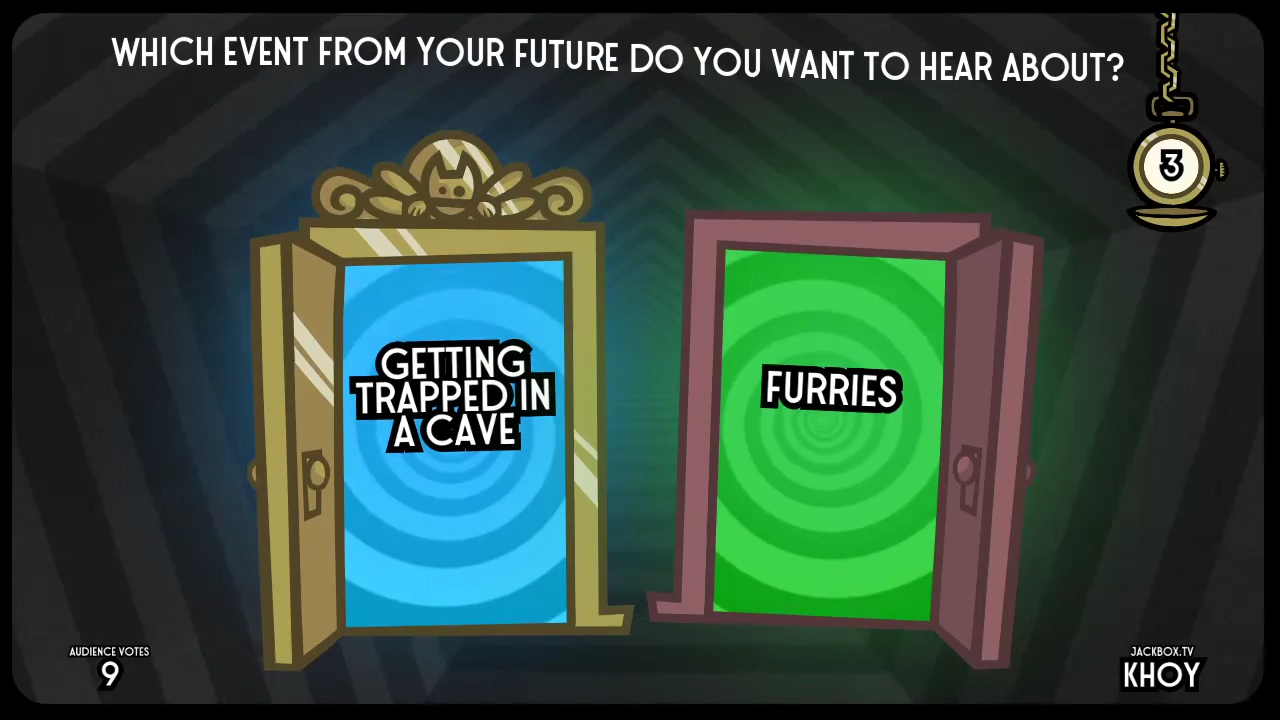 WHICH EVENT FROM YOUR FUTURE DO YOU WANT TO HEAR ABOUT?
3
GETTING
TRAPPED IN
A CAVE
FURRIES
AUDIENCE VOTES
9
JACKBOX.TV
KHOY